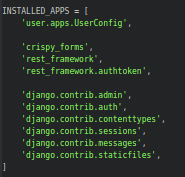 INSTALLED_APPS = [
    'user.apps.UserConfig',

    'crispy_forms',
    'rest_framework',
    'rest_framework.authtoken',

    'django.contrib.admin',
    'django.contrib.auth',
    'django.contrib.contenttypes',
    'django.contrib.sessions',
    'django.contrib.messages',
    'django.contrib.staticfiles',
]